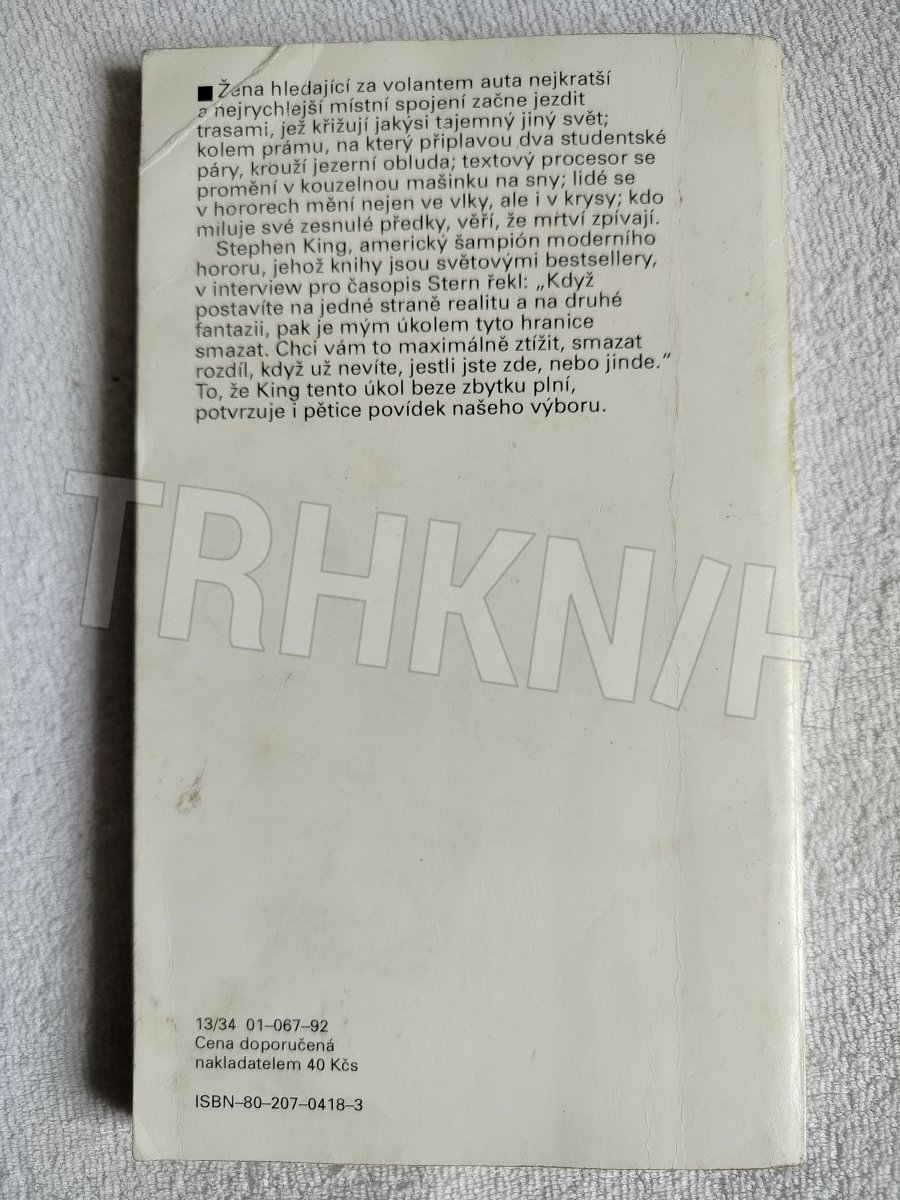 ■ Žena hledající za volantem auta nejkratší
a nejrychlejší místní spojení začne jezdit
trasami, jež křižují jakýsi tajemný jiný svět;
kolem prámu, na který připlavou dva studentské
páry, krouží jezerní obluda; textový procesor se
promění v kouzelnou mašinku na sny; lidé se
v hororech mění nejen ve vlky, ale i v krysy; kdo
miluje své zesnulé předky, věří, že mrtví zpívají.
Stephen King, americký šampión moderního
hororu, jehož knihy jsou světovými bestsellery,
v interview pro časopis Stern řekl: „Když
postavíte na jedné straně realitu a na druhé
fantazii, pak je mým úkolem tyto hranice
smazat. Chci vám to maximálně ztížit, smazat
rozdíl, když už nevíte, jestli jste zde, nebo jinde.“
To, že King tento úkol beze zbytku plní,
potvrzuje i pětice povídek našeho výboru.
TRHKNIH
13/34 01–067–92
Cena doporučená
nakladatelem 40 Kčs
ISBN–80–207–0418–3